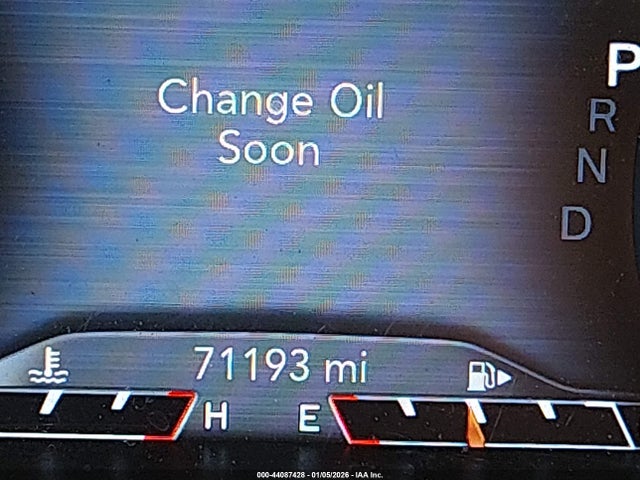 Change Oil
Soon
P
R
N
D
71193 mi
H
E
000-44087428 - 01/05/2026 - IAA Inc.